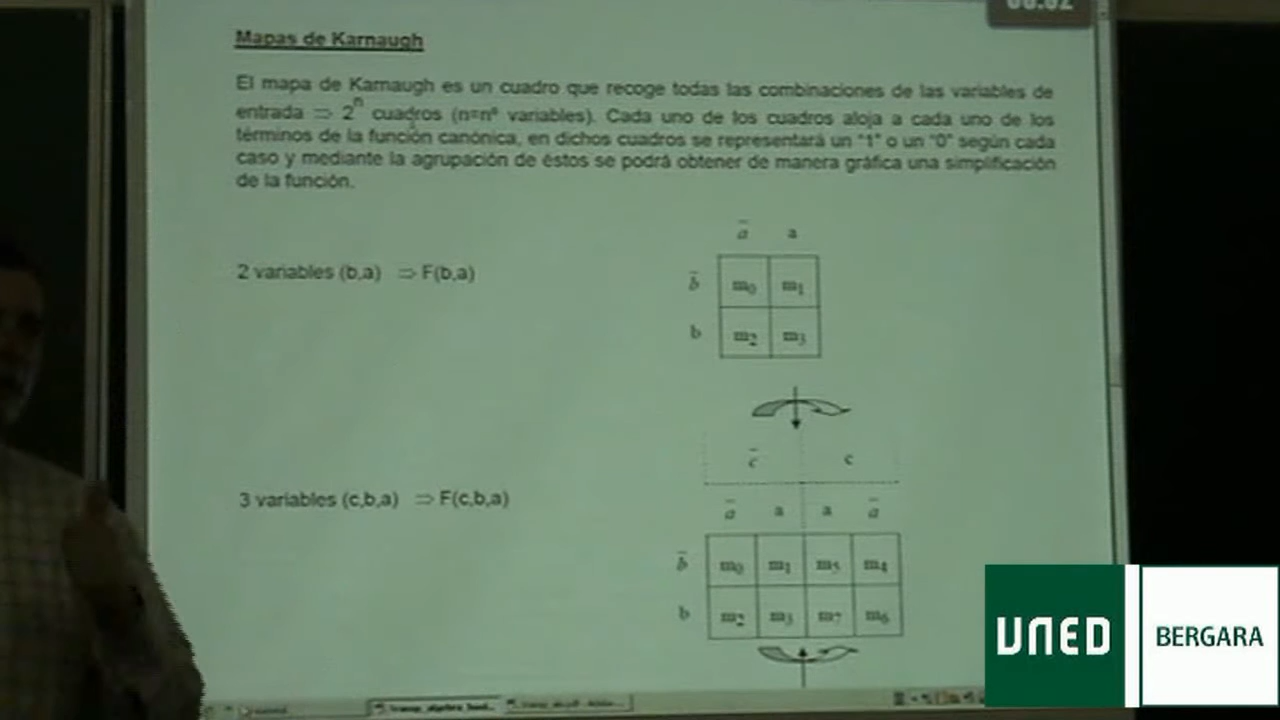 Mapas de Karnaugh
El mapa de Karnaugh es un cuadro que recoge todas las combinaciones de las variables de
entrada ⇒ 2ⁿ cuadros (n=nº variables). Cada uno de los cuadros aloja a cada uno de los
términos de la función canónica, en dichos cuadros se representará un "1" o un "0" según cada
caso y mediante la agrupación de éstos se podrá obtener de manera gráfica una simplificación
de la función.
a̅ a
2 variables (b,a) ⇒ F(b,a)
b̅ m₀ m₁
b m₂ m₃
c̅ c
3 variables (c,b,a) ⇒ F(c,b,a)
a̅ a a a̅
b̅ m₀ m₁ m₅ m₄
b m₂ m₃ m₇ m₆
UNED BERGARA